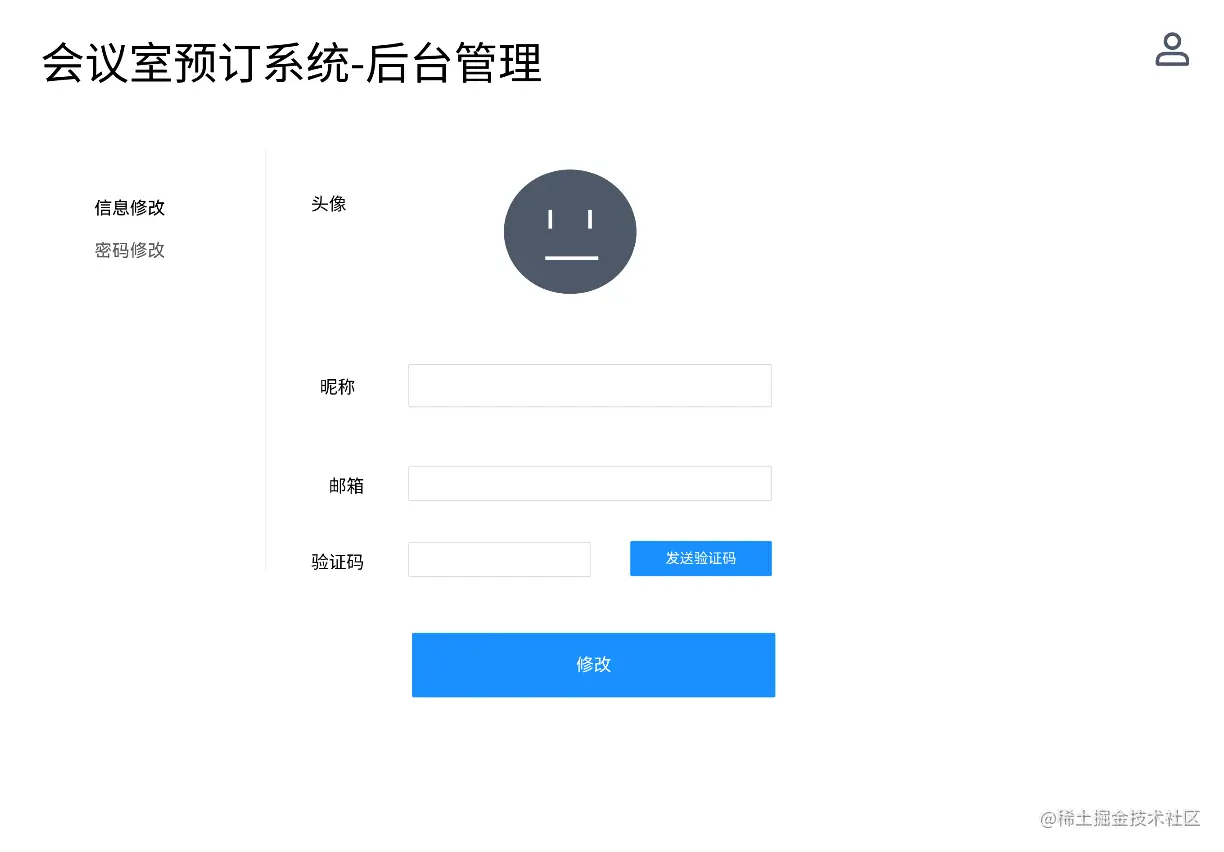 会议室预订系统-后台管理
信息修改
密码修改
头像
昵称
邮箱
验证码
发送验证码
修改
@稀土掘金技术社区